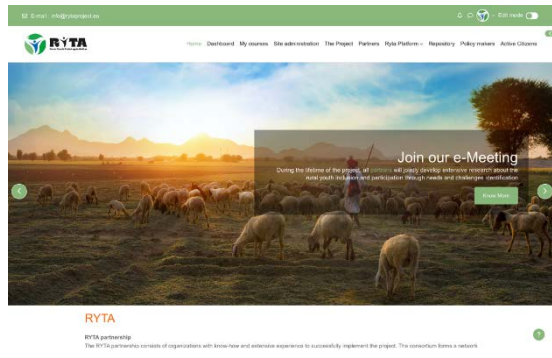 E-mail : info@rytaproject.eu
Edit mode
RYTA
Home Dashboard My courses Site administration The Project Partners Ryta Platform Repository Policy makers Active Citizens
Join our e-Meeting
During the lifetime of the project, all partners will jointly develop extensive research about the
rural youth inclusion and participation through needs and challenges identification
Know More
RYTA
RYTA partnership
The RYTA partnership consists of organizations with know-how and extensive experience to successfully implement the project. The consortium forms a network